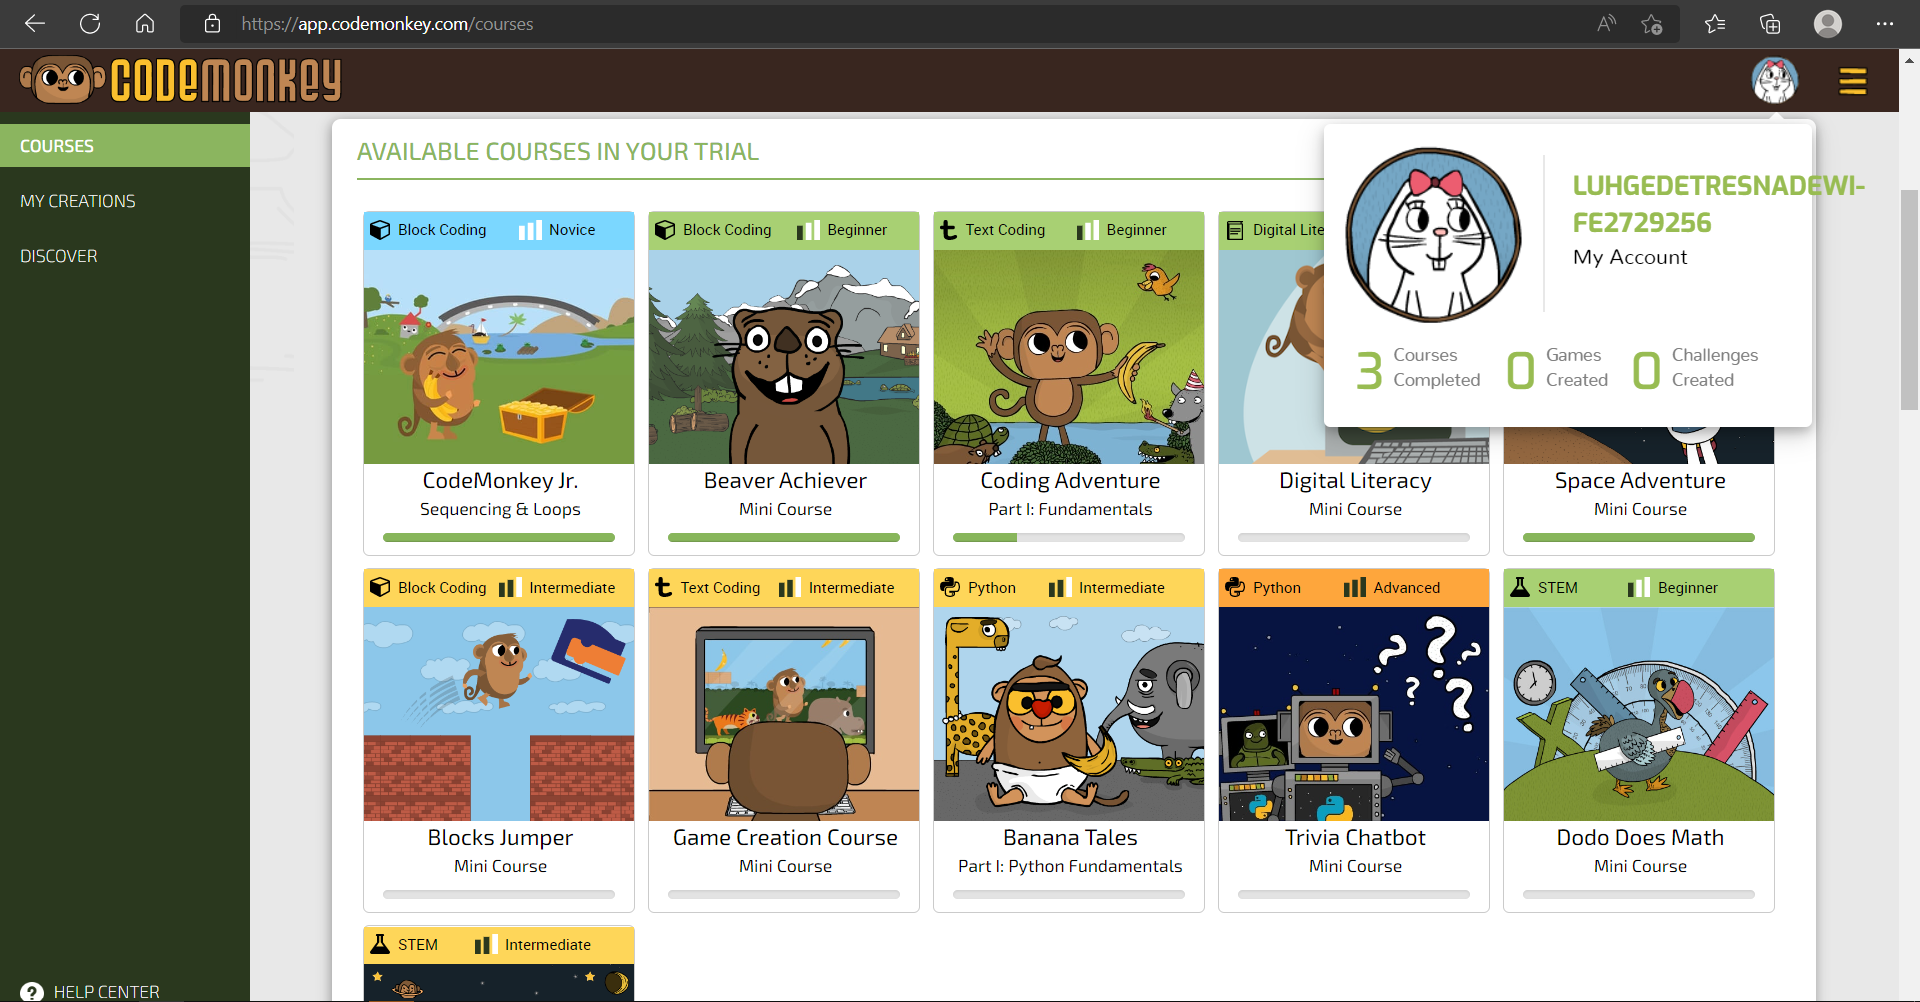 https://app.codemonkey.com/courses
CODEMONKEY
COURSES
MY CREATIONS
DISCOVER
HELP CENTER
AVAILABLE COURSES IN YOUR TRIAL
LUHGEDETRESNADEWI-
FE2729256
My Account
3 Courses Completed
0 Games Created
0 Challenges Created
Block Coding Novice
CodeMonkey Jr.
Sequencing & Loops
Block Coding Beginner
Beaver Achiever
Mini Course
Text Coding Beginner
Coding Adventure
Part I: Fundamentals
Digital Lite
Digital Literacy
Mini Course
Space Adventure
Mini Course
Block Coding Intermediate
Blocks Jumper
Mini Course
Text Coding Intermediate
Game Creation Course
Mini Course
Python Intermediate
Banana Tales
Part I: Python Fundamentals
Python Advanced
Trivia Chatbot
Mini Course
STEM Beginner
Dodo Does Math
Mini Course
STEM Intermediate